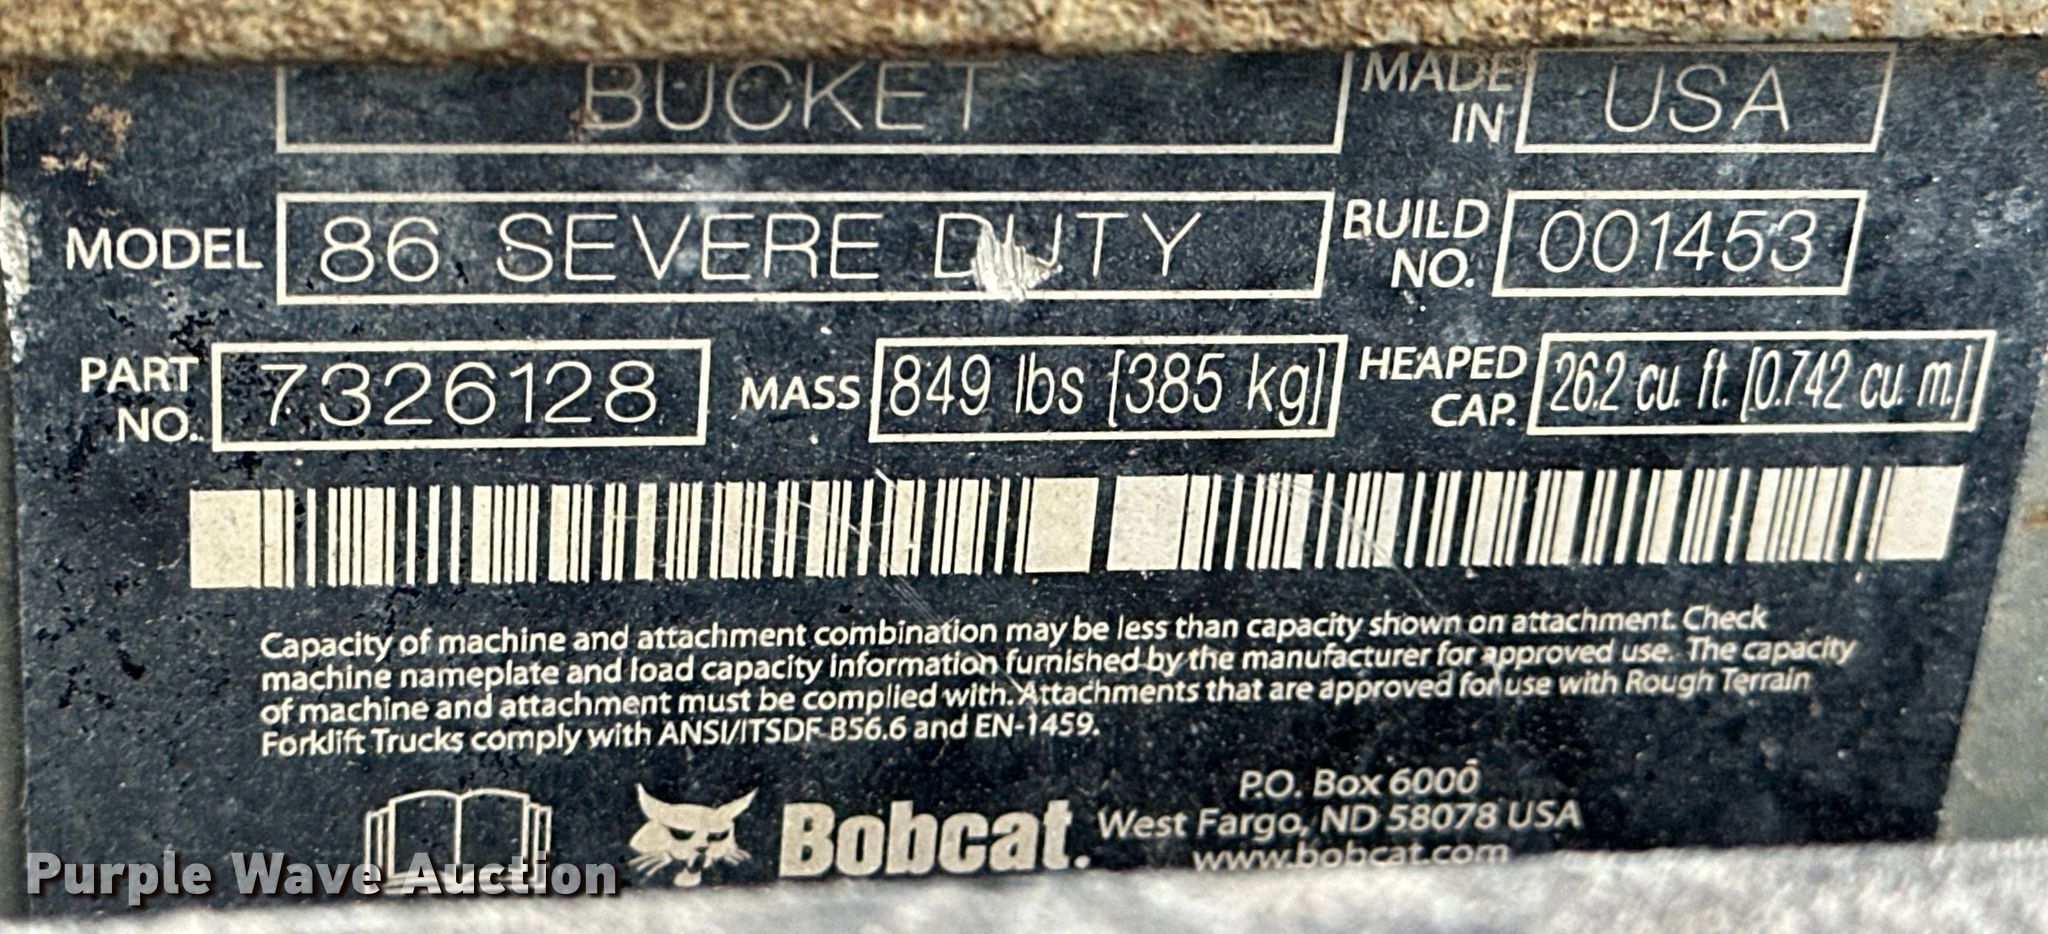 BUCKET MADE IN USA
MODEL 86 SEVERE DUTY BUILD NO. 001453
PART NO. 7326128 MASS 849 lbs [385 kg] HEAPED CAP. 26.2 cu. ft. [0.742 cu. m.]
Capacity of machine and attachment combination may be less than capacity shown on attachment. Check
machine nameplate and load capacity information furnished by the manufacturer for approved use. The capacity
of machine and attachment must be complied with. Attachments that are approved for use with Rough Terrain
Forklift Trucks comply with ANSI/ITSDF B56.6 and EN-1459.
Bobcat.
P.O. Box 6000
West Fargo, ND 58078 USA
www.bobcat.com
Purple Wave Auction